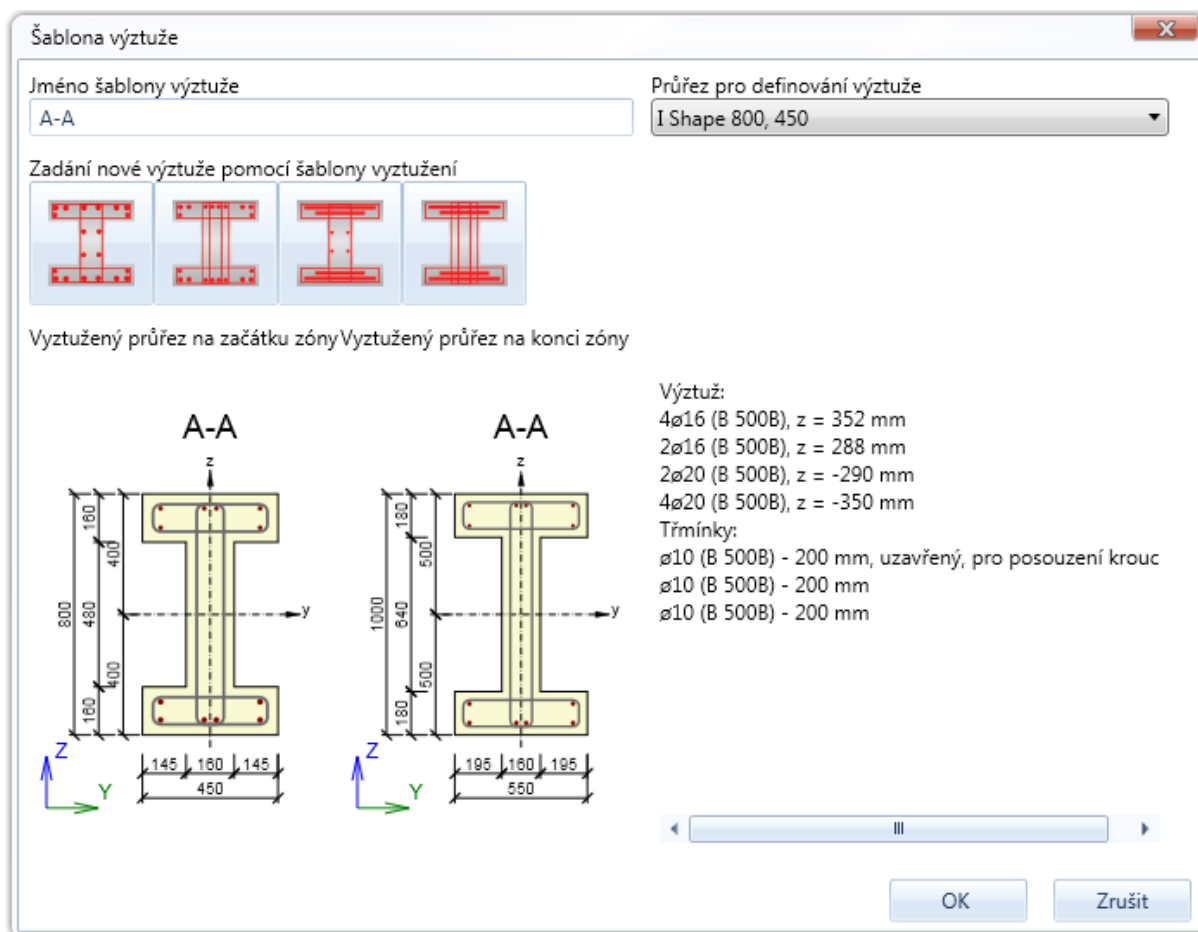 Šablona výztuže
Jméno šablony výztuže
Průřez pro definování výztuže
A-A
I Shape 800, 450
Zadání nové výztuže pomocí šablony vyztužení
Vyztužený průřez na začátku zóny
Vyztužený průřez na konci zóny
A-A
z
800
160
480
160
400
400
y
145 160 145
450
Z
Y
A-A
z
1000
180
640
180
500
500
y
195 160 195
550
Z
Y
Výztuž:
4ø16 (B 500B), z = 352 mm
2ø16 (B 500B), z = 288 mm
2ø20 (B 500B), z = -290 mm
4ø20 (B 500B), z = -350 mm
Třmínky:
ø10 (B 500B) - 200 mm, uzavřený, pro posouzení krouc
ø10 (B 500B) - 200 mm
ø10 (B 500B) - 200 mm
OK
Zrušit